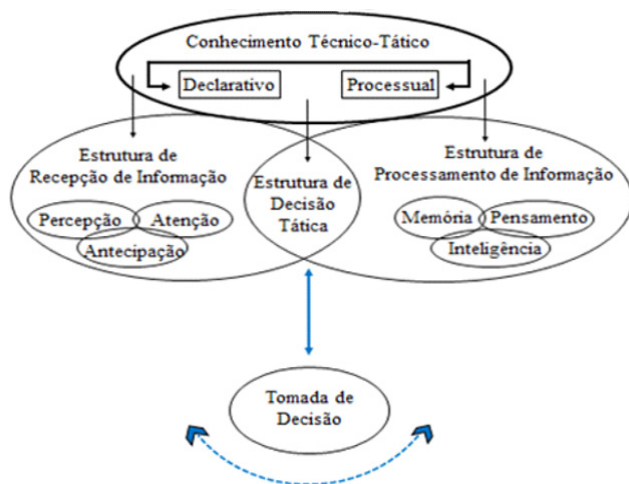 Conhecimento Técnico-Tático
Declarativo
Processual
Estrutura de
Recepção de Informação
Percepção
Atenção
Antecipação
Estrutura de
Decisão
Tática
Estrutura de
Processamento de Informação
Memória
Pensamento
Inteligência
Tomada de
Decisão